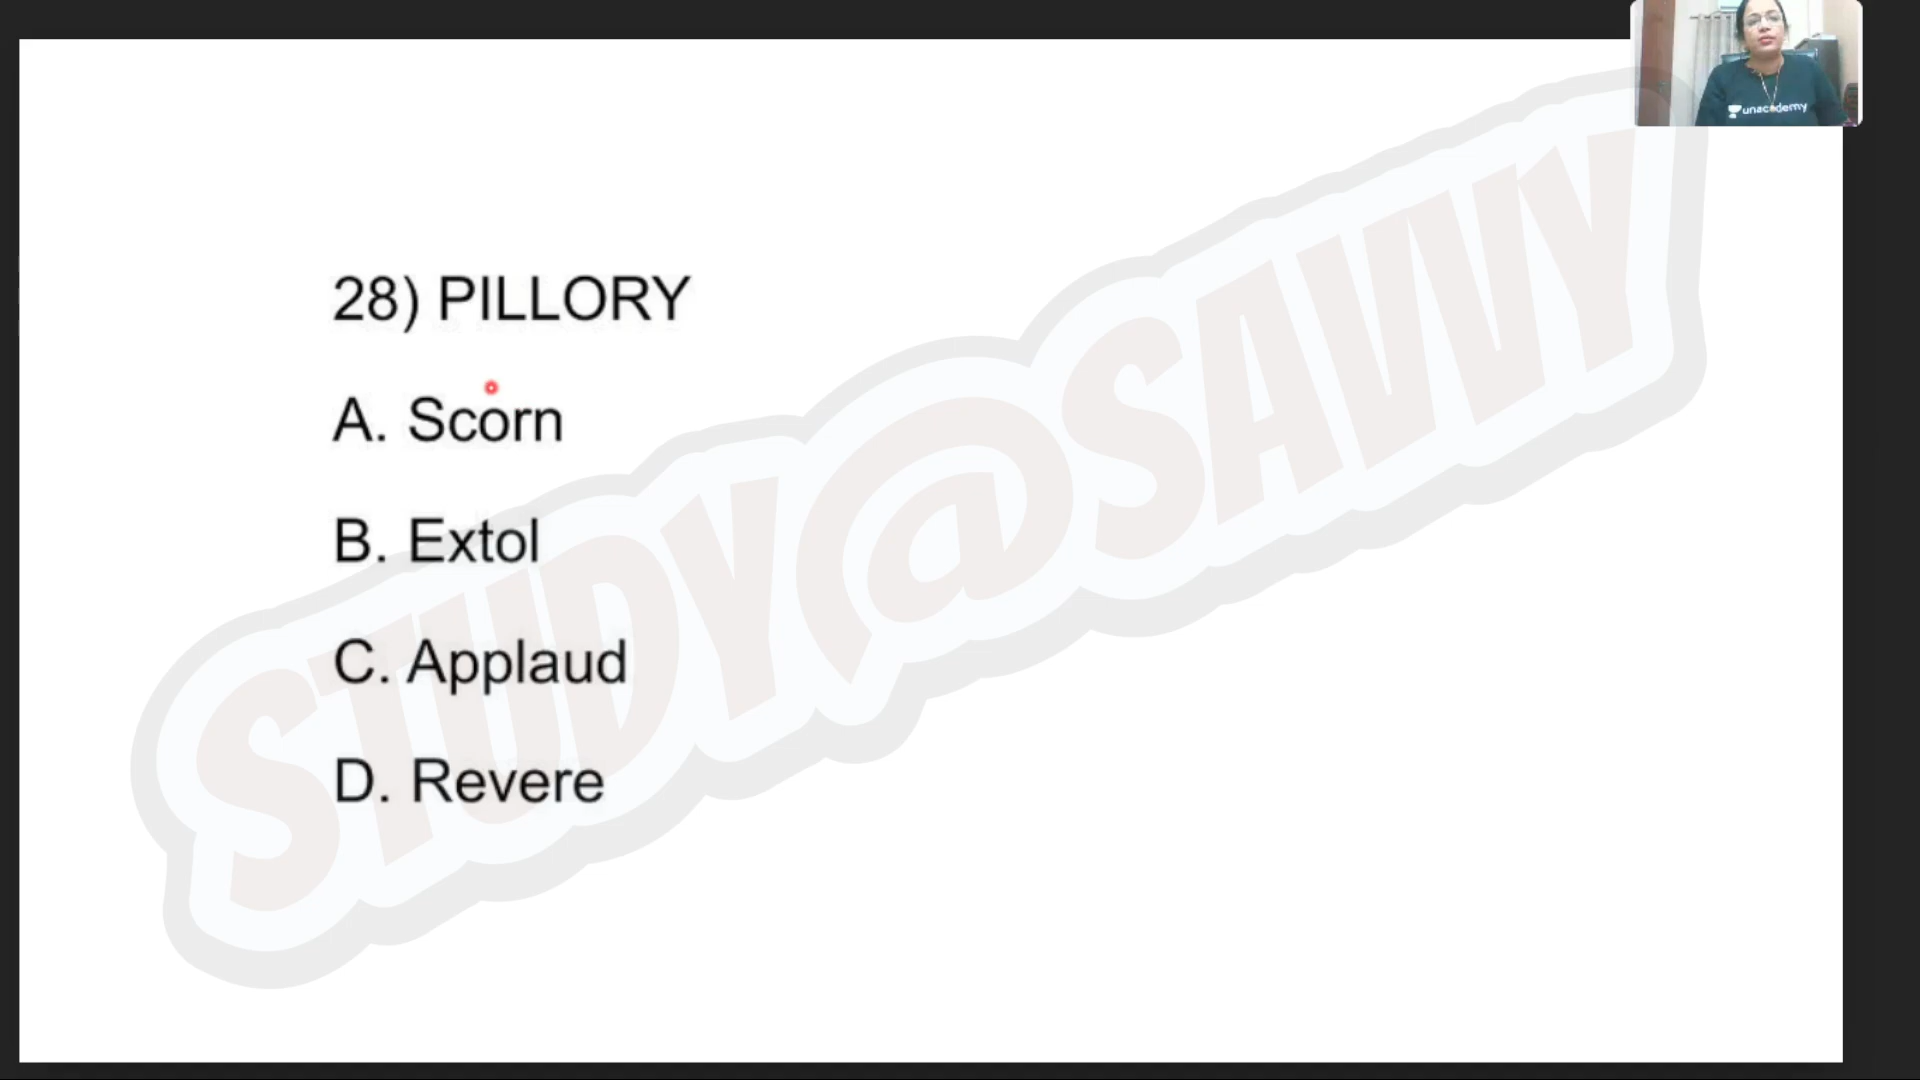 unacademy
28) PILLORY
A. Scorn
B. Extol
C. Applaud
D. Revere
STUDY@SAVVY